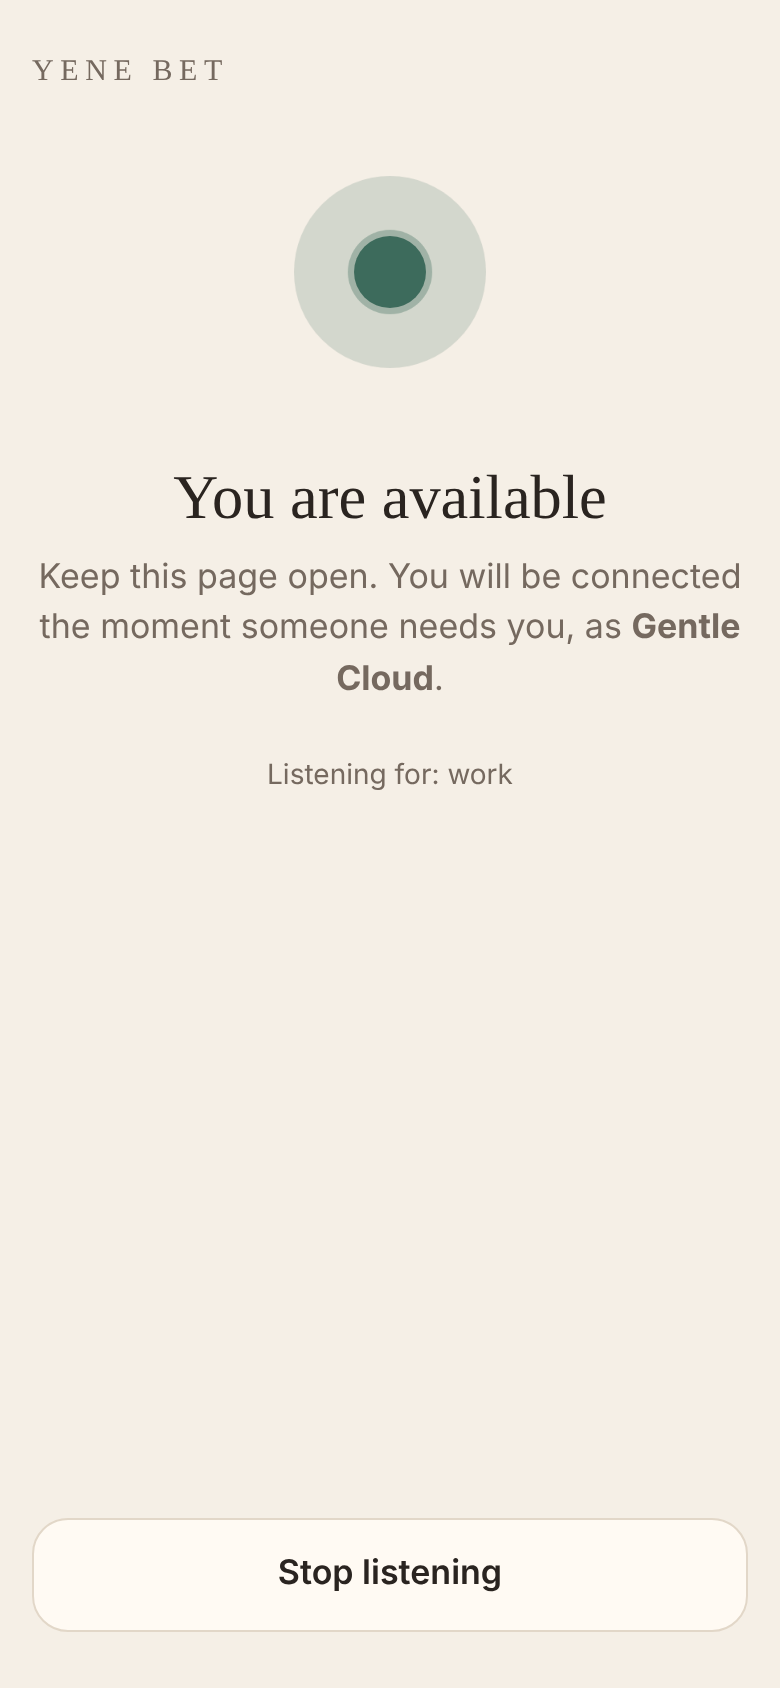 YENE BET
You are available
Keep this page open. You will be connected
the moment someone needs you, as Gentle
Cloud.
Listening for: work
Stop listening